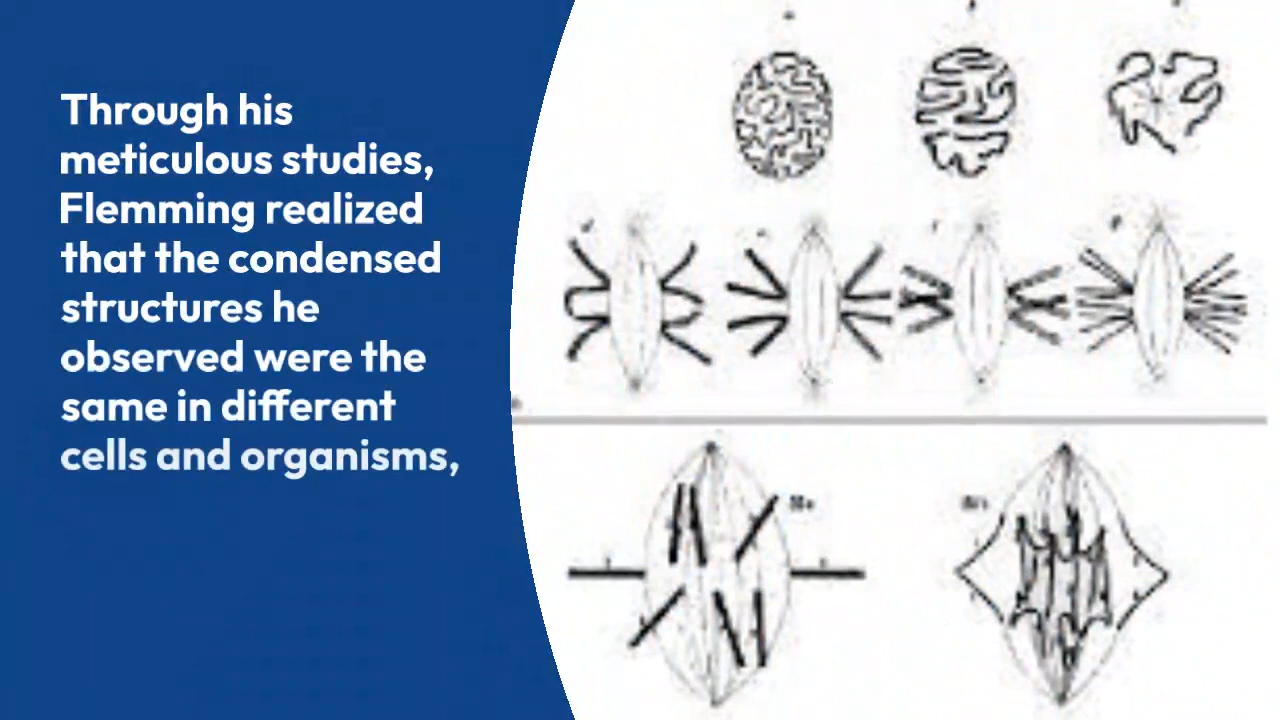 Through his
meticulous studies,
Flemming realized
that the condensed
structures he
observed were the
same in different
cells and organisms,